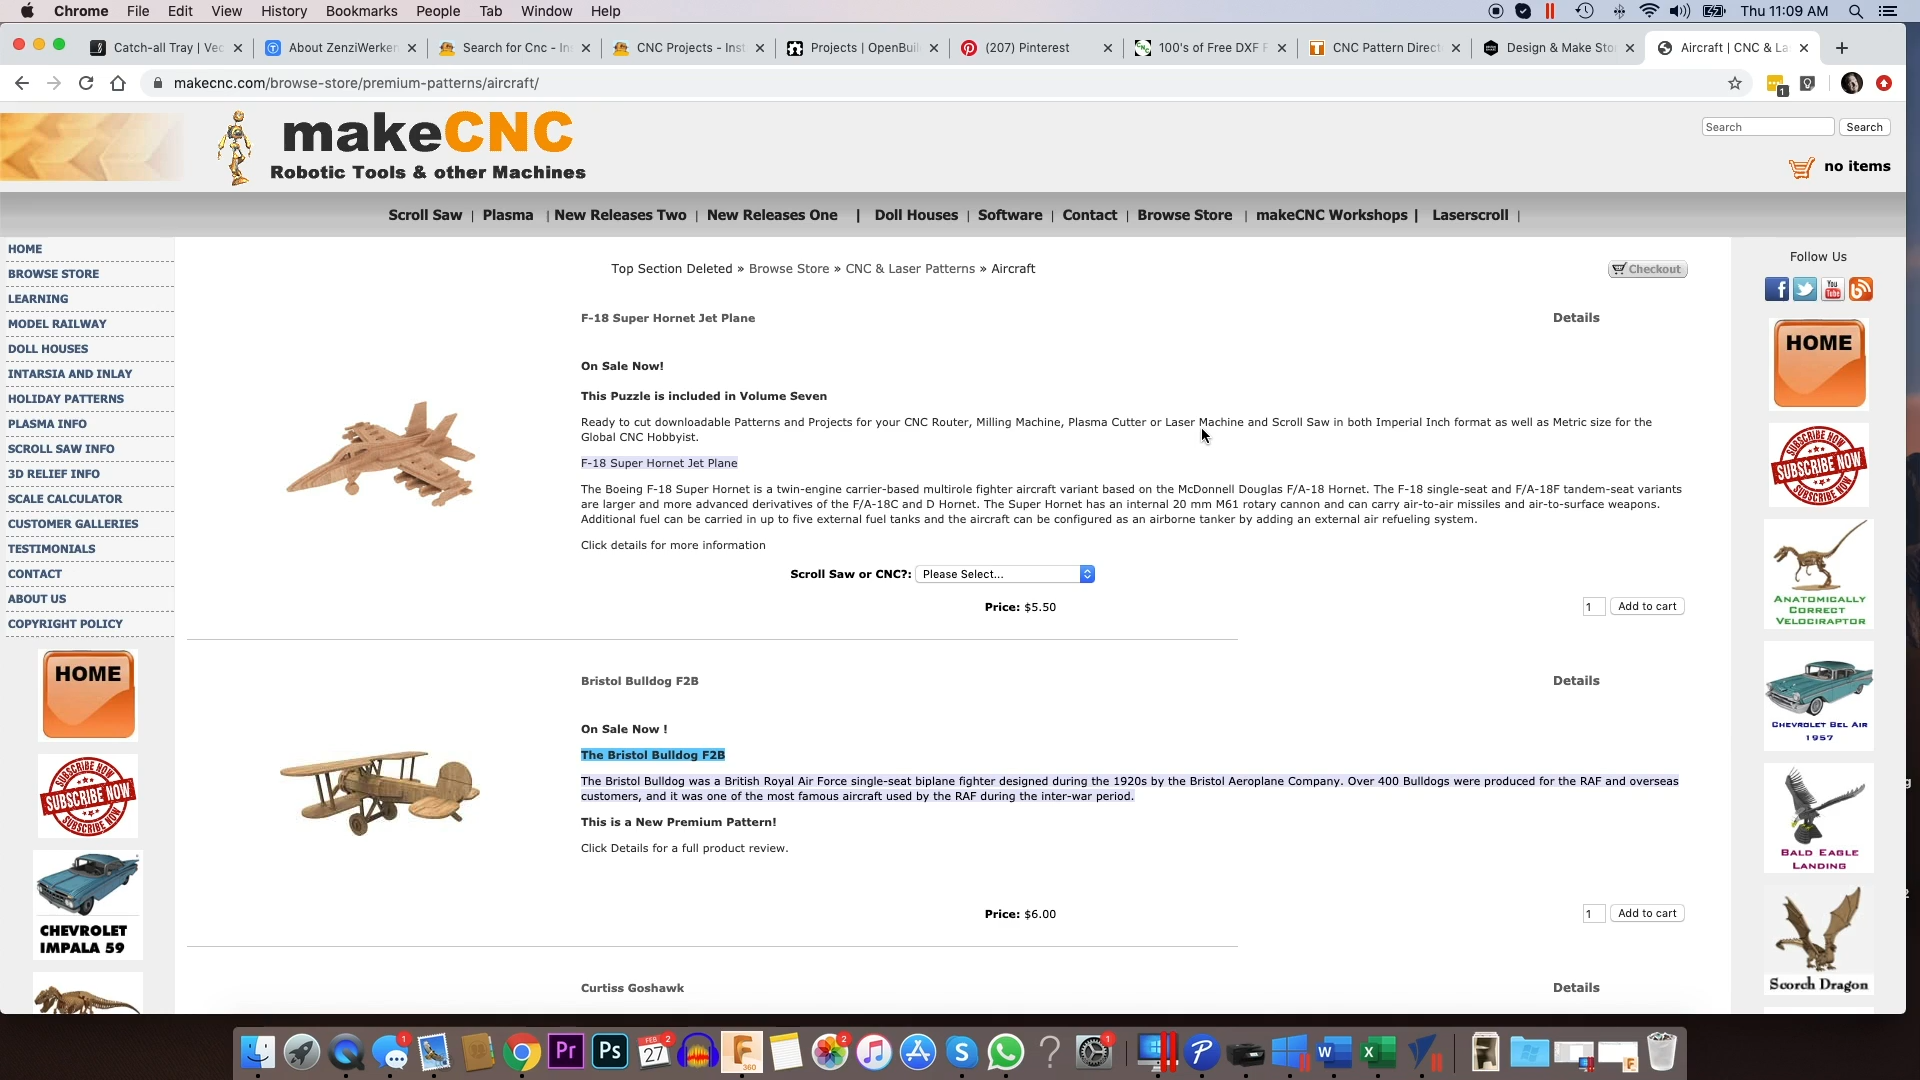 Chrome File Edit View History Bookmarks People Tab Window Help Thu 11:09 AM
Catch-all Tray | Vec
About ZenziWerken
Search for Cnc - In
CNC Projects - Inst
Projects | OpenBuil
(207) Pinterest
100's of Free DXF F
CNC Pattern Direct
Design & Make Sto
Aircraft | CNC & La
makecnc.com/browse-store/premium-patterns/aircraft/
1
makeCNC
Robotic Tools & other Machines
Search Search
no items
Scroll Saw | Plasma | New Releases Two | New Releases One | Doll Houses | Software | Contact | Browse Store | makeCNC Workshops | Laserscroll |
HOME
BROWSE STORE
LEARNING
MODEL RAILWAY
DOLL HOUSES
INTARSIA AND INLAY
HOLIDAY PATTERNS
PLASMA INFO
SCROLL SAW INFO
3D RELIEF INFO
SCALE CALCULATOR
CUSTOMER GALLERIES
TESTIMONIALS
CONTACT
ABOUT US
COPYRIGHT POLICY
HOME
SUBSCRIBE NOW
CHEVROLET
IMPALA 59
Top Section Deleted » Browse Store » CNC & Laser Patterns » Aircraft
Checkout
F-18 Super Hornet Jet Plane Details
On Sale Now!
This Puzzle is included in Volume Seven
Ready to cut downloadable Patterns and Projects for your CNC Router, Milling Machine, Plasma Cutter or Laser Machine and Scroll Saw in both Imperial Inch format as well as Metric size for the
Global CNC Hobbyist.
F-18 Super Hornet Jet Plane
The Boeing F-18 Super Hornet is a twin-engine carrier-based multirole fighter aircraft variant based on the McDonnell Douglas F/A-18 Hornet. The F-18 single-seat and F/A-18F tandem-seat variants
are larger and more advanced derivatives of the F/A-18C and D Hornet. The Super Hornet has an internal 20 mm M61 rotary cannon and can carry air-to-air missiles and air-to-surface weapons.
Additional fuel can be carried in up to five external fuel tanks and the aircraft can be configured as an airborne tanker by adding an external air refueling system.
Click details for more information
Scroll Saw or CNC?: Please Select...
Price: $5.50 1 Add to cart
Bristol Bulldog F2B Details
On Sale Now !
The Bristol Bulldog F2B
The Bristol Bulldog was a British Royal Air Force single-seat biplane fighter designed during the 1920s by the Bristol Aeroplane Company. Over 400 Bulldogs were produced for the RAF and overseas
customers, and it was one of the most famous aircraft used by the RAF during the inter-war period.
This is a New Premium Pattern!
Click Details for a full product review.
Price: $6.00 1 Add to cart
Curtiss Goshawk Details
Follow Us
You
Tube
HOME
SUBSCRIBE NOW
ANATOMICALLY
CORRECT
VELOCIRAPTOR
CHEVROLET BEL AIR
1957
BALD EAGLE
LANDING
Scorch Dragon
1
Pr
Ps
FEB 2
27
F
360
2
S
?
1
P
W
X